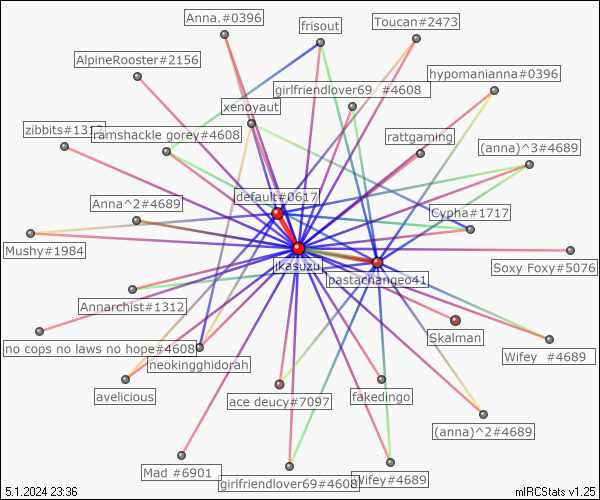 Anna.#0396
frisout
Toucan#2473
AlpineRooster#2156
hypomanianna#0396
girlfriendlover69 #4608
xenoyaut
zibbits#1312
ramshackle gorey#4608
rattgaming
(anna)^3#4689
default#0617
Anna^2#4689
Cypha#1717
Mushy#1984
jkasuzu
Soxy Foxy#5076
pastachangeo41
Annarchist#1312
Skalman
no cops no laws no hope#4608
Wifey #4689
neokingghidorah
avelicious
ace deucy#7097
fakedingo
(anna)^2#4689
Mad #6901
girlfriendlover69#4608
Wifey#4689
5.1.2024 23:36
mIRCStats v1.25